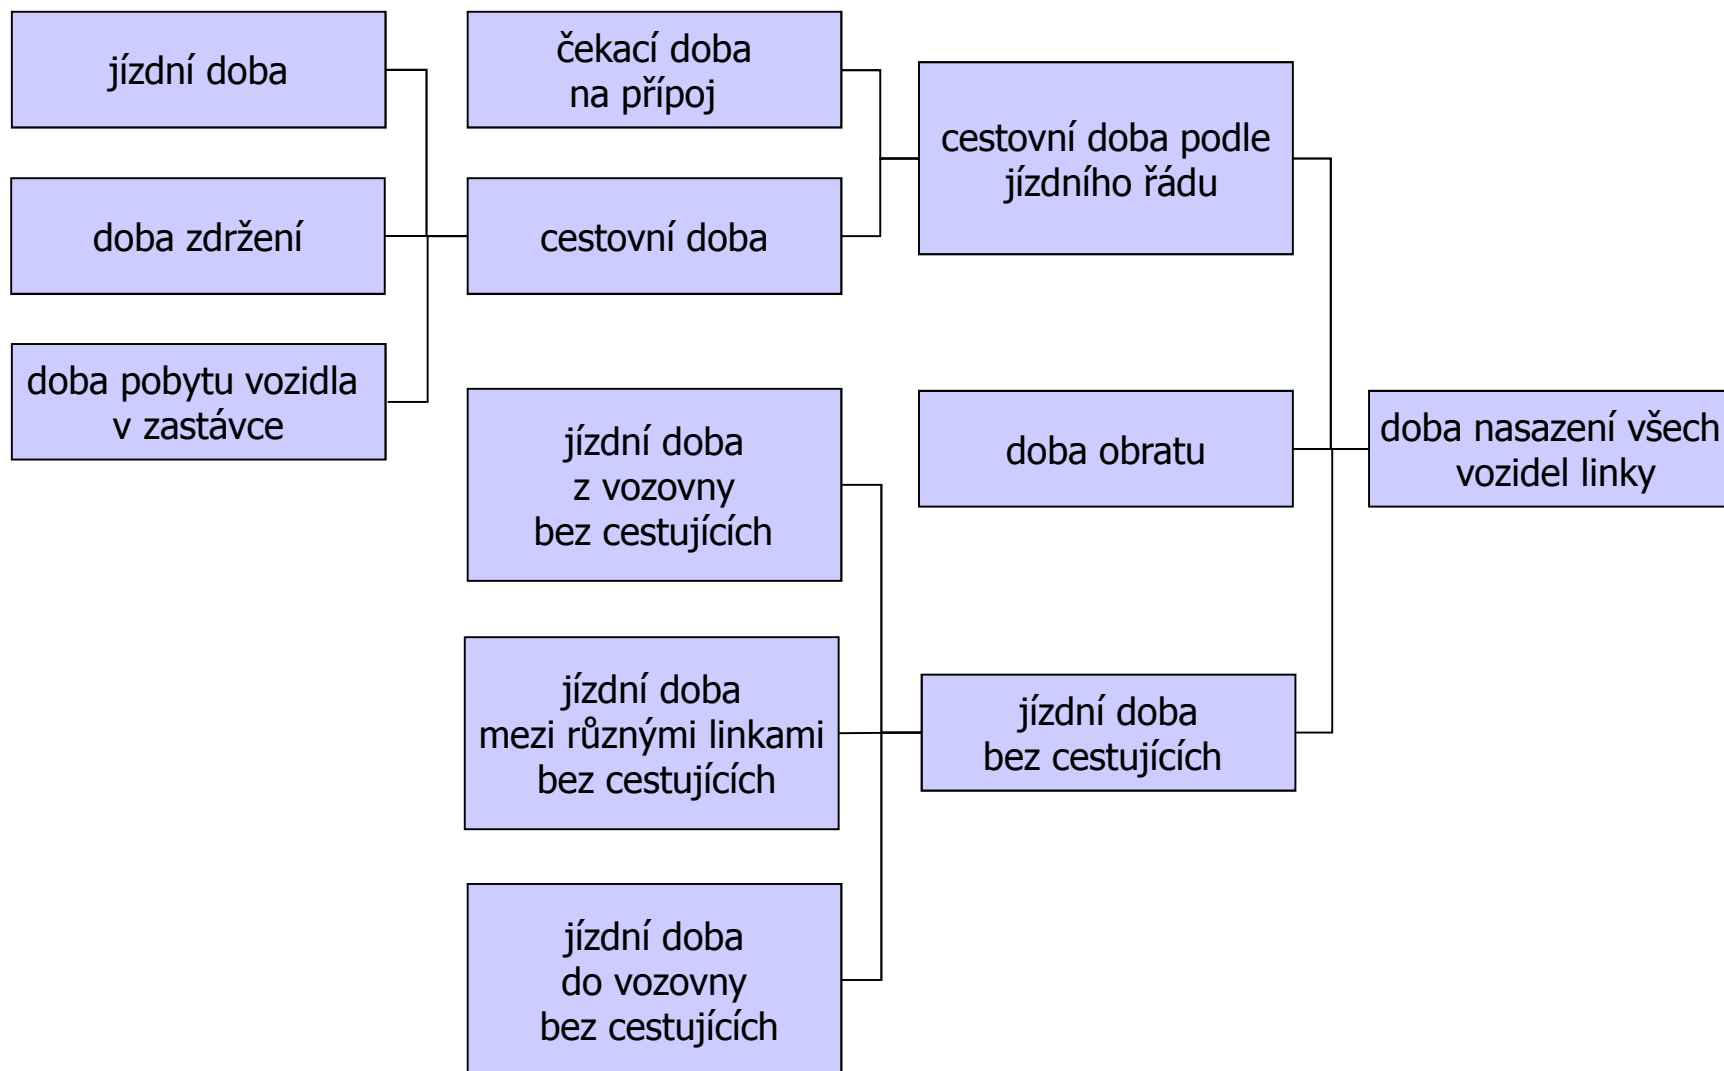 jízdní doba
doba zdržení
doba pobytu vozidla
v zastávce
čekací doba
na přípoj
cestovní doba
jízdní doba
z vozovny
bez cestujících
jízdní doba
mezi různými linkami
bez cestujících
jízdní doba
do vozovny
bez cestujících
cestovní doba podle
jízdního řádu
doba obratu
jízdní doba
bez cestujících
doba nasazení všech
vozidel linky